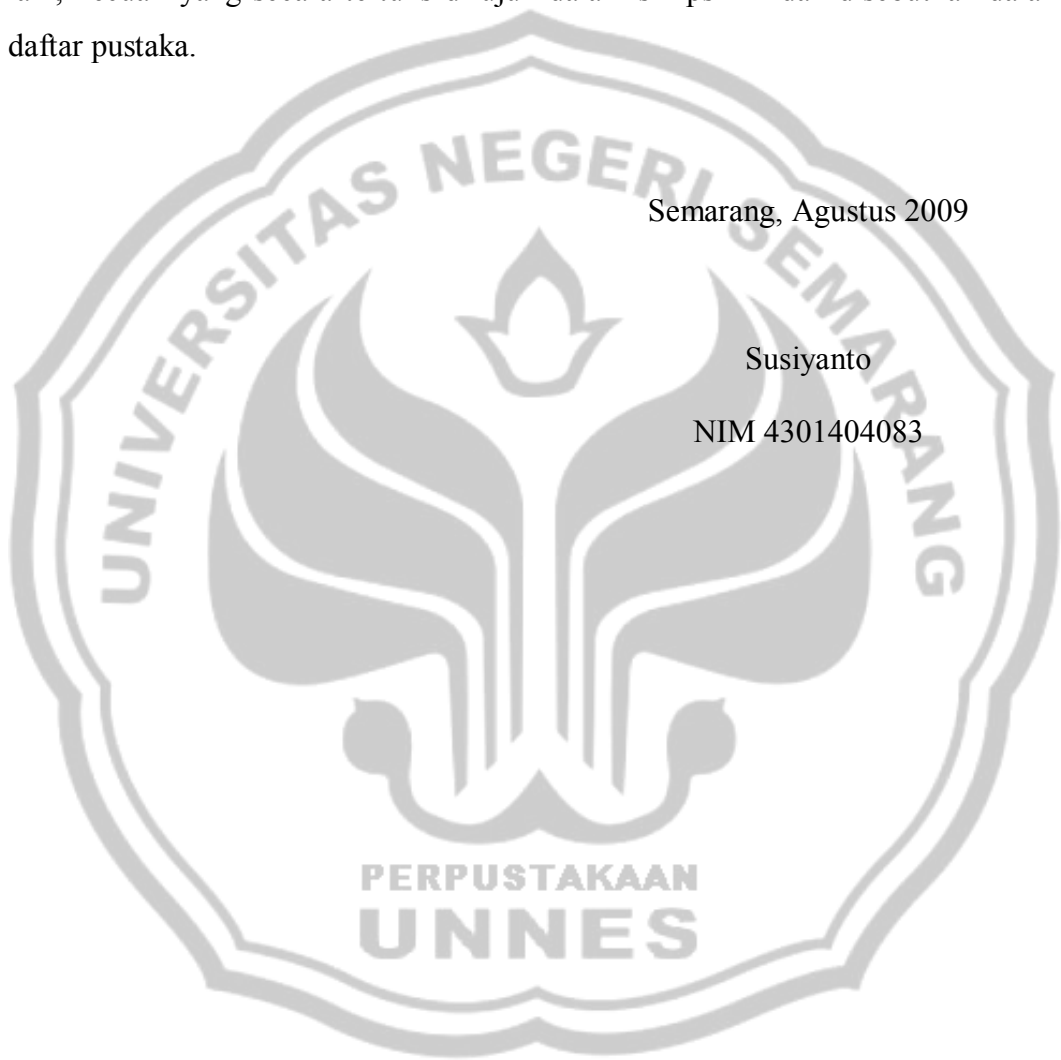 daftar pustaka.
UNIVERSITAS NEGERI SEMARANG
Semarang, Agustus 2009
Susiyanto
NIM 4301404083
PERPUSTAKAAN
UNNES